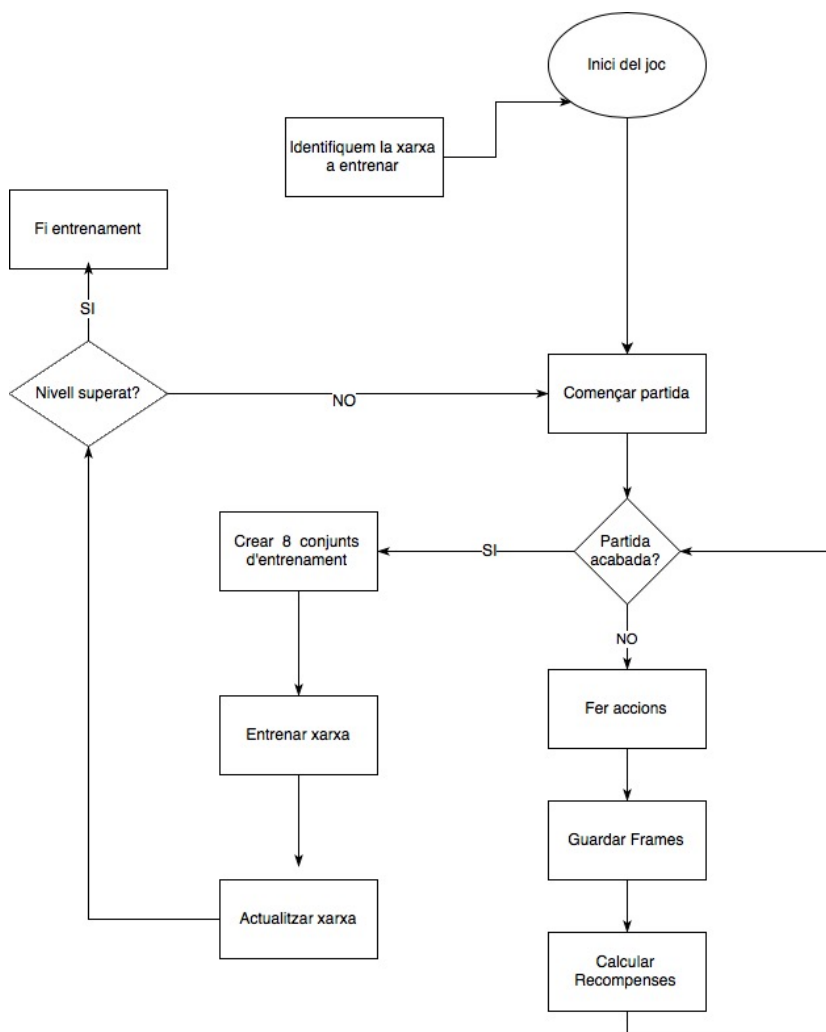 Inici del joc
Identifiquem la xarxa
a entrenar
Fi entrenament
SI
Nivell superat?
NO
Començar partida
Crear 8 conjunts
d'entrenament
SI
Partida
acabada?
NO
Fer accions
Entrenar xarxa
Guardar Frames
Actualitzar xarxa
Calcular
Recompenses